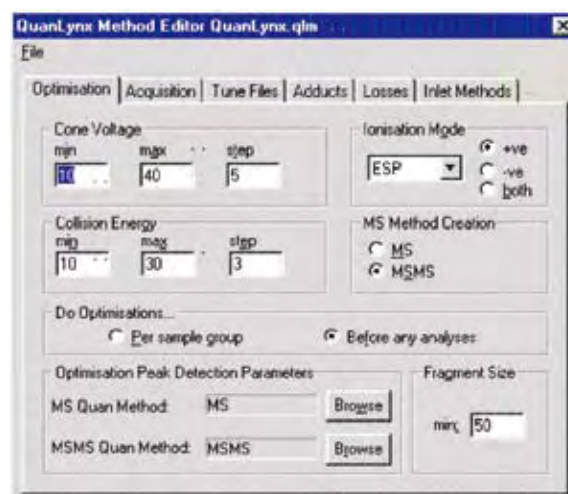 QuanLynx Method Editor QuanLynx.qlm
File
Optimisation Acquisition Tune Files Adducts Losses Inlet Methods
Cone Voltage
min max step
10 40 5
Ionisation Mode
ESP
+ve
-ve
both
Collision Energy
min max step
10 30 3
MS Method Creation
MS
MSMS
Do Optimisations...
Per sample group Before any analyses
Optimisation Peak Detection Parameters
MS Quan Method: MS Browse
MSMS Quan Method: MSMS Browse
Fragment Size
min: 50